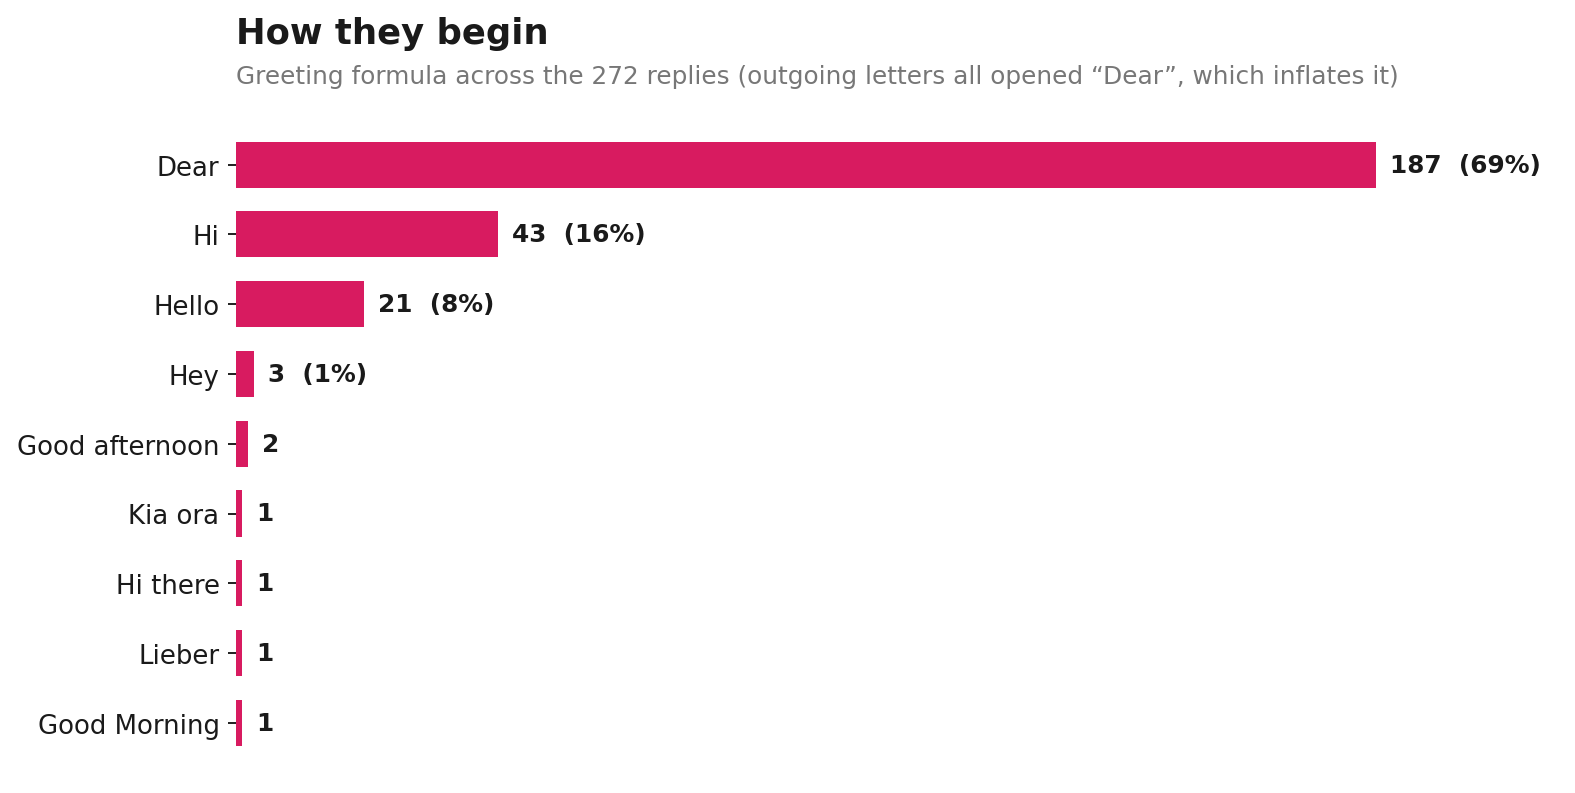 How they begin
Greeting formula across the 272 replies (outgoing letters all opened “Dear”, which inflates it)
Dear 187 (69%)
Hi 43 (16%)
Hello 21 (8%)
Hey 3 (1%)
Good afternoon 2
Kia ora 1
Hi there 1
Lieber 1
Good Morning 1